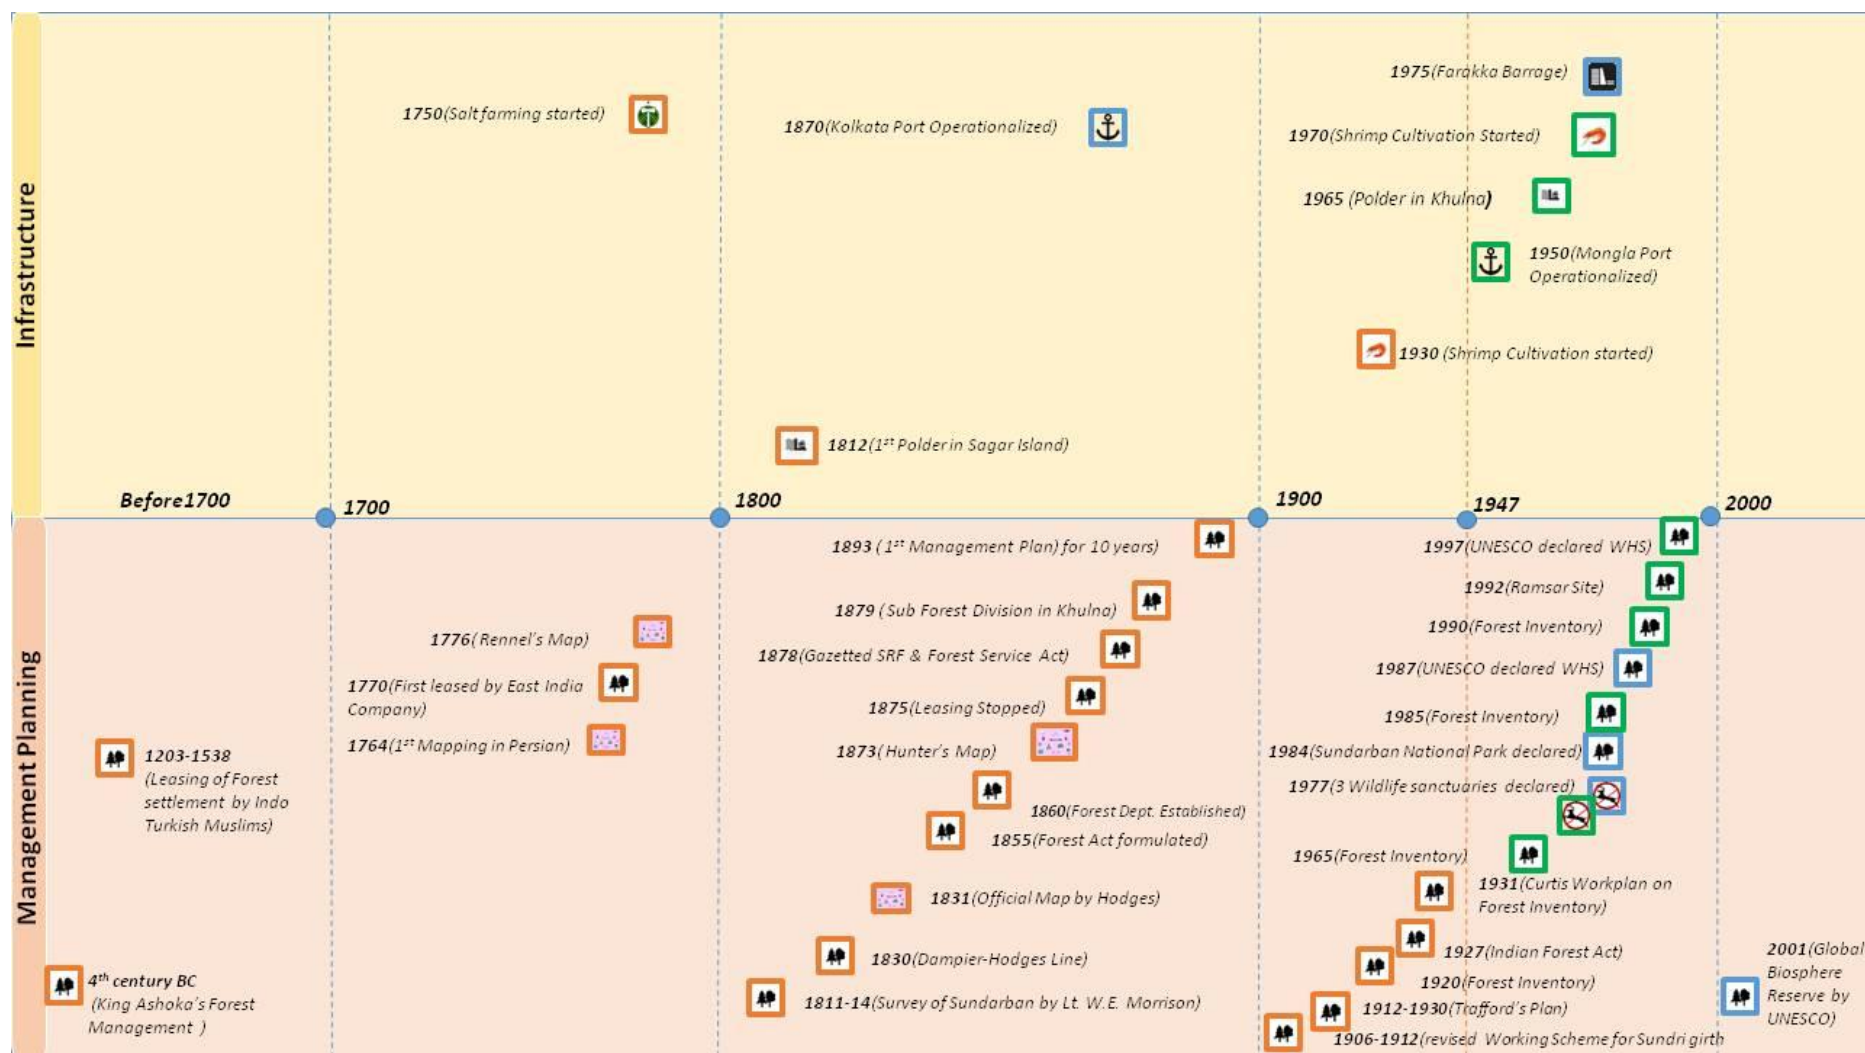 Infrastructure
1975(Farakka Barrage)
1750(Salt farming started)
1870(Kolkata Port Operationalized)
1970(Shrimp Cultivation Started)
1965 (Polder in Khulna)
1950(Mongla Port
Operationalized)
1930 (Shrimp Cultivation started)
1812(1st Polder in Sagar Island)
Before1700
1700
1800
1900
1947
2000
Management Planning
4th century BC
(King Ashoka's Forest
Management )
1203-1538
(Leasing of Forest
settlement by Indo
Turkish Muslims)
1776(Rennel's Map)
1770(First leased by East India
Company)
1764(1st Mapping in Persian)
1893 (1st Management Plan) for 10 years)
1879 (Sub Forest Division in Khulna)
1878(Gazetted SRF & Forest Service Act)
1875(Leasing Stopped)
1873(Hunter's Map)
1860(Forest Dept. Established)
1855(Forest Act formulated)
1831(Official Map by Hodges)
1830(Dampier-Hodges Line)
1811-14(Survey of Sundarban by Lt. W.E. Morrison)
1997(UNESCO declared WHS)
1992(Ramsar Site)
1990(Forest Inventory)
1987(UNESCO declared WHS)
1985(Forest Inventory)
1984(Sundarban National Park declared)
1977(3 Wildlife sanctuaries declared)
1965(Forest Inventory)
1931(Curtis Workplan on
Forest Inventory)
1927(Indian Forest Act)
1920(Forest Inventory)
1912-1930(Trafford's Plan)
1906-1912(revised Working Scheme for Sundri girth
2001(Global
Biosphere
Reserve by
UNESCO)